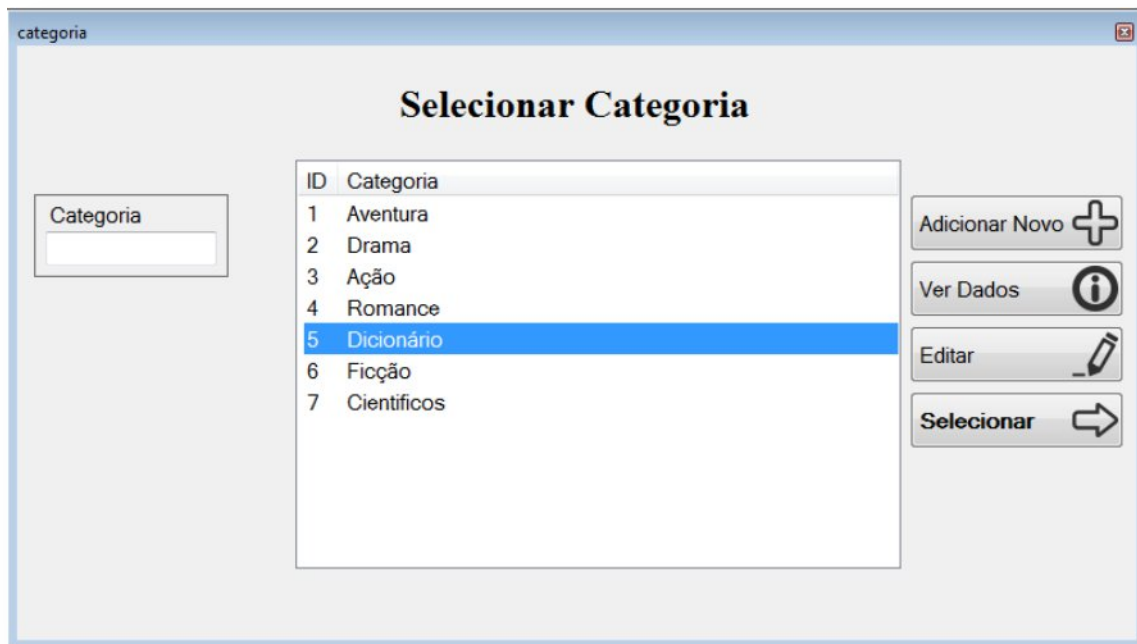 categoria
Selecionar Categoria
Categoria
ID Categoria
1 Aventura
2 Drama
3 Ação
4 Romance
5 Dicionário
6 Ficção
7 Cientificos
Adicionar Novo
Ver Dados
Editar
Selecionar